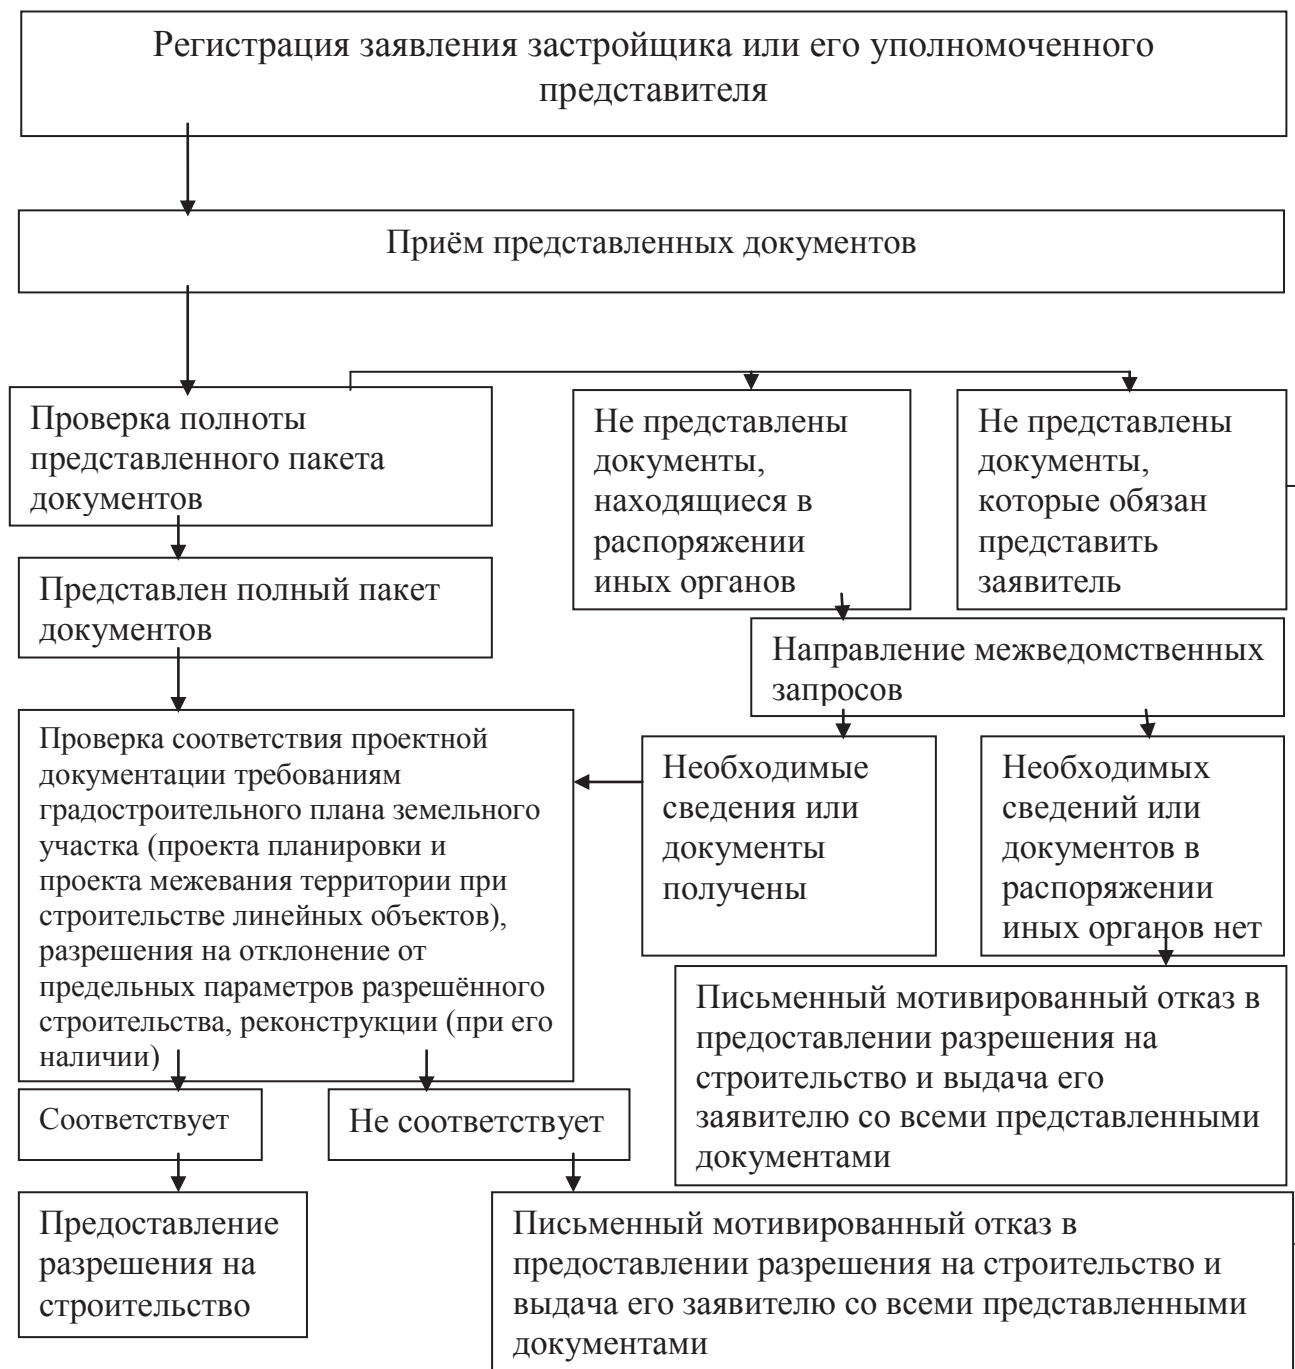 Регистрация заявления застройщика или его уполномоченного
представителя
Приём представленных документов
Проверка полноты
представленного пакета
документов
Не представлены
документы,
находящиеся в
распоряжении
иных органов
Не представлены
документы,
которые обязан
представить
заявитель
Представлен полный пакет
документов
Направление межведомственных
запросов
Проверка соответствия проектной
документации требованиям
градостроительного плана земельного
участка (проекта планировки и
проекта межевания территории при
строительстве линейных объектов),
разрешения на отклонение от
предельных параметров разрешённого
строительства, реконструкции (при его
наличии)
Необходимые
сведения или
документы
получены
Необходимых
сведений или
документов в
распоряжении
иных органов нет
Письменный мотивированный отказ в
предоставлении разрешения на
строительство и выдача его
заявителю со всеми представленными
документами
Соответствует
Не соответствует
Предоставление
разрешения на
строительство
Письменный мотивированный отказ в
предоставлении разрешения на строительство и
выдача его заявителю со всеми представленными
документами